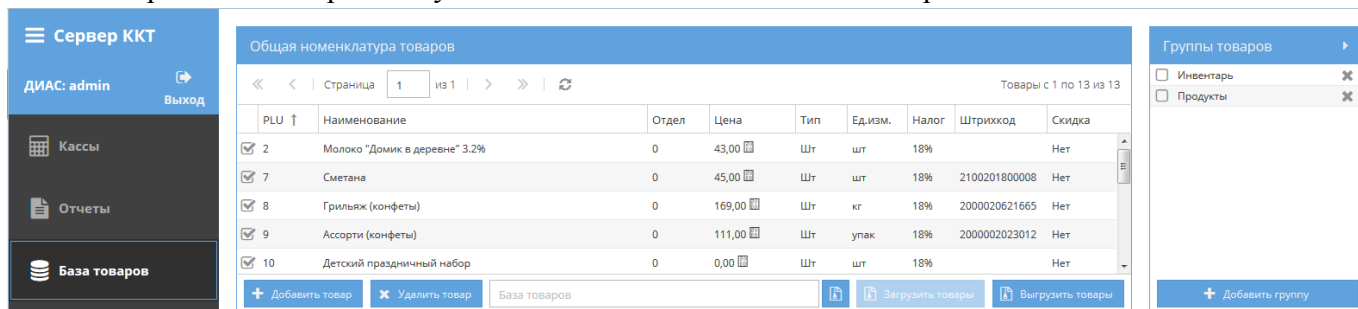 Сервер ККТ
ДИАС: admin
Выход
Кассы
Отчеты
База товаров
Общая номенклатура товаров
Страница 1 из 1
Товары с 1 по 13 из 13
PLU ↑ Наименование Отдел Цена Тип Ед.изм. Налог Штрихкод Скидка
2 Молоко "Домик в деревне" 3.2% 0 43,00 Шт шт 18% Нет
7 Сметана 0 45,00 Шт шт 18% 2100201800008 Нет
8 Грильяж (конфеты) 0 169,00 Шт кг 18% 2000020621665 Нет
9 Ассорти (конфеты) 0 111,00 Шт упак 18% 2000002023012 Нет
10 Детский праздничный набор 0 0,00 Шт шт 18% Нет
Добавить товар Удалить товар База товаров Загрузить товары Выгрузить товары
Группы товаров
Инвентарь
Продукты
Добавить группу